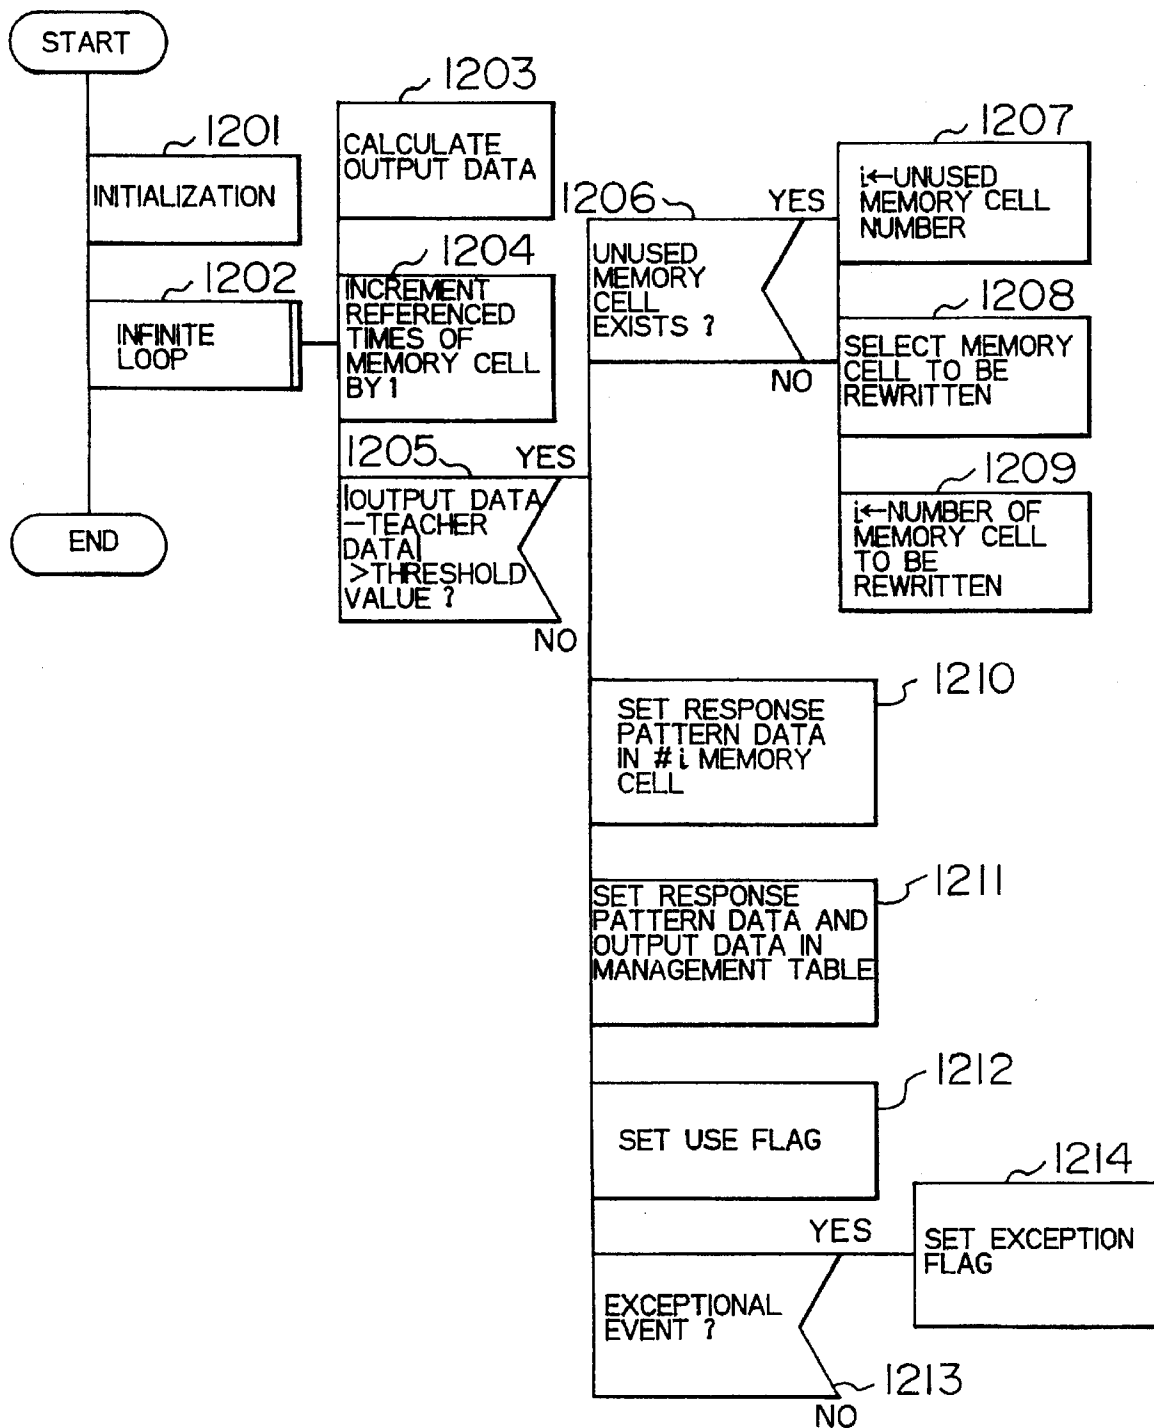 START
1201
INITIALIZATION
1202
INFINITE
LOOP
END
1203
CALCULATE
OUTPUT DATA
1204
INCREMENT
REFERENCED
TIMES OF
MEMORY CELL
BY 1
1205
YES
|OUTPUT DATA
-TEACHER
DATA|
>THRESHOLD
VALUE ?
NO
1206
YES
UNUSED
MEMORY
CELL
EXISTS ?
NO
1207
i←UNUSED
MEMORY CELL
NUMBER
1208
SELECT MEMORY
CELL TO BE
REWRITTEN
1209
i←NUMBER OF
MEMORY CELL
TO BE
REWRITTEN
1210
SET RESPONSE
PATTERN DATA
IN #i MEMORY
CELL
1211
SET RESPONSE
PATTERN DATA AND
OUTPUT DATA IN
MANAGEMENT TABLE
1212
SET USE FLAG
YES
EXCEPTIONAL
EVENT ?
1213
NO
1214
SET EXCEPTION
FLAG